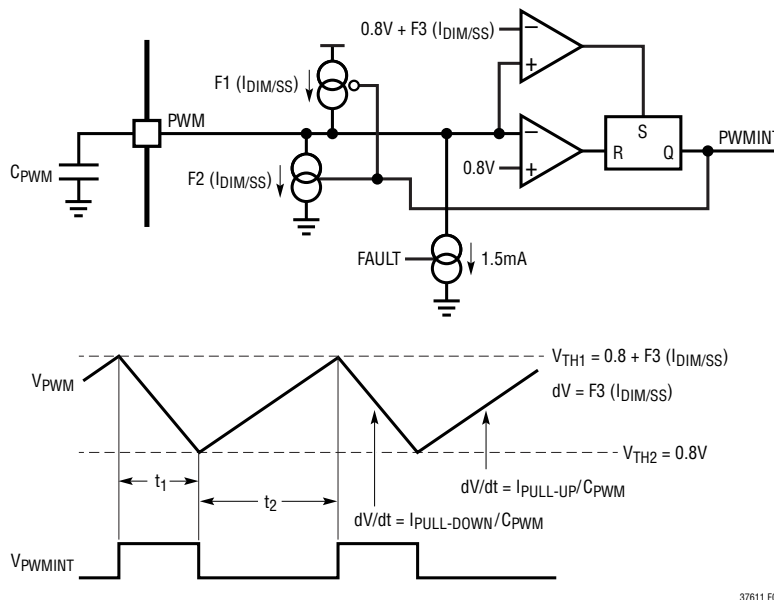 0.8V + F3 (IDIM/SS)
−
+
F1 (IDIM/SS)
PWM
−
+
S
R Q
PWMINT
CPWM
F2 (IDIM/SS)
0.8V
FAULT
1.5mA
VTH1 = 0.8 + F3 (IDIM/SS)
VPWM
dV = F3 (IDIM/SS)
VTH2 = 0.8V
t1
t2
dV/dt = IPULL-UP/CPWM
dV/dt = IPULL-DOWN/CPWM
VPWMINT